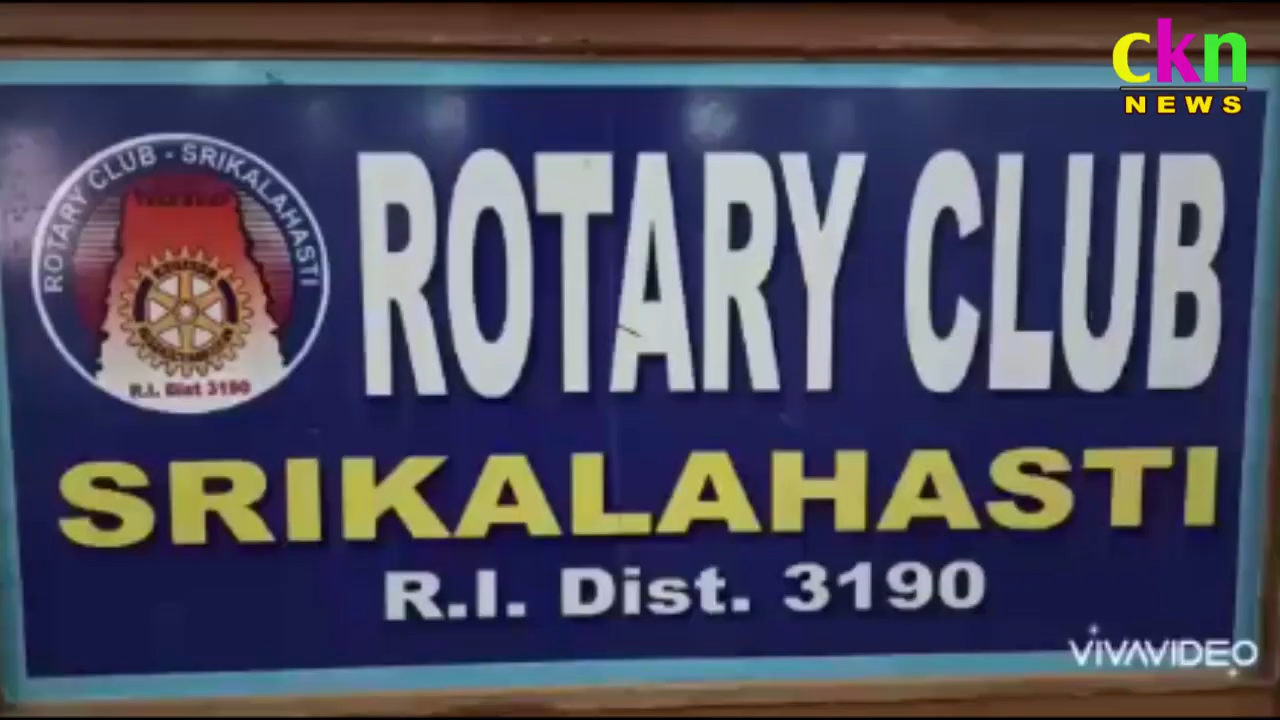 ckn
NEWS
ROTARY CLUB - SRIKALAHASTI
R.I. Dist 3190
ROTARY CLUB
SRIKALAHASTI
R.I. Dist. 3190
VIVAVIDEO